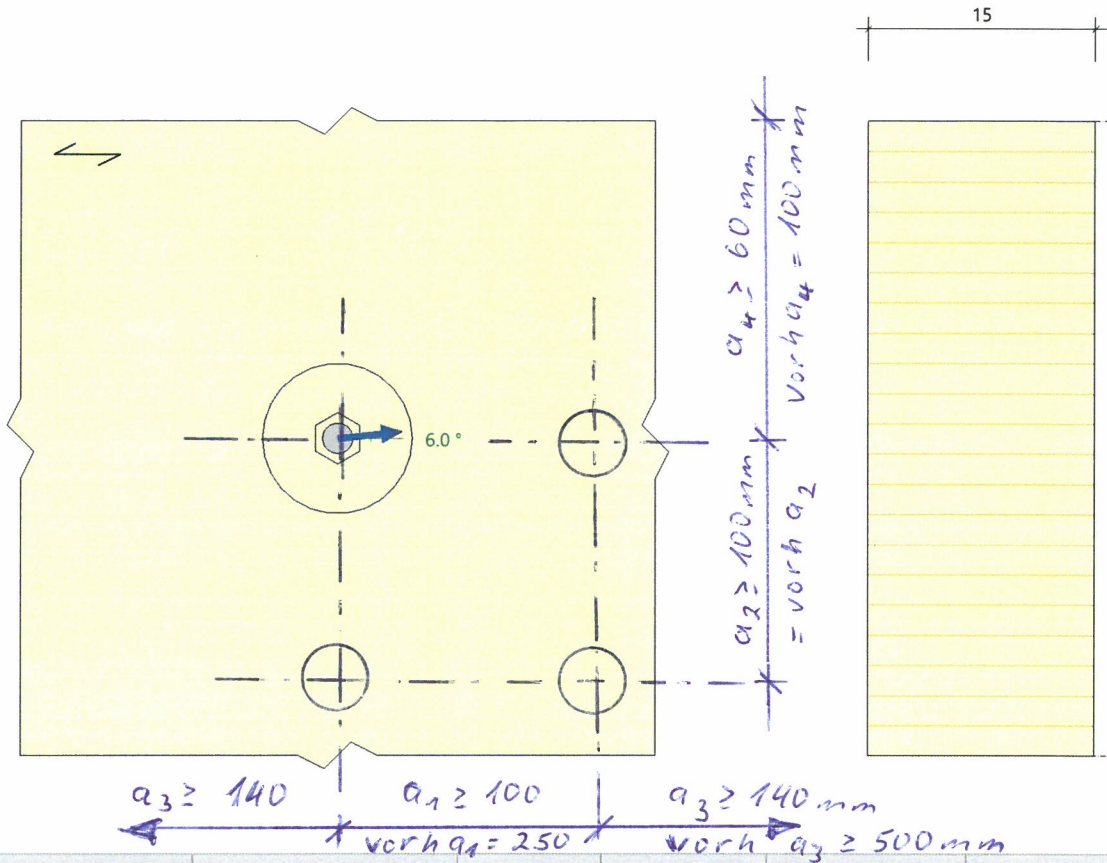 15
a₄ ≥ 60 mm
vorh a₄ = 100 mm
6.0 °
a₂ ≥ 100 mm
= vorh a₂
a₃ ≥ 140
a₁ ≥ 100
a₃ ≥ 140 mm
vorh a₁ = 250
vorh a₃ ≥ 500 mm